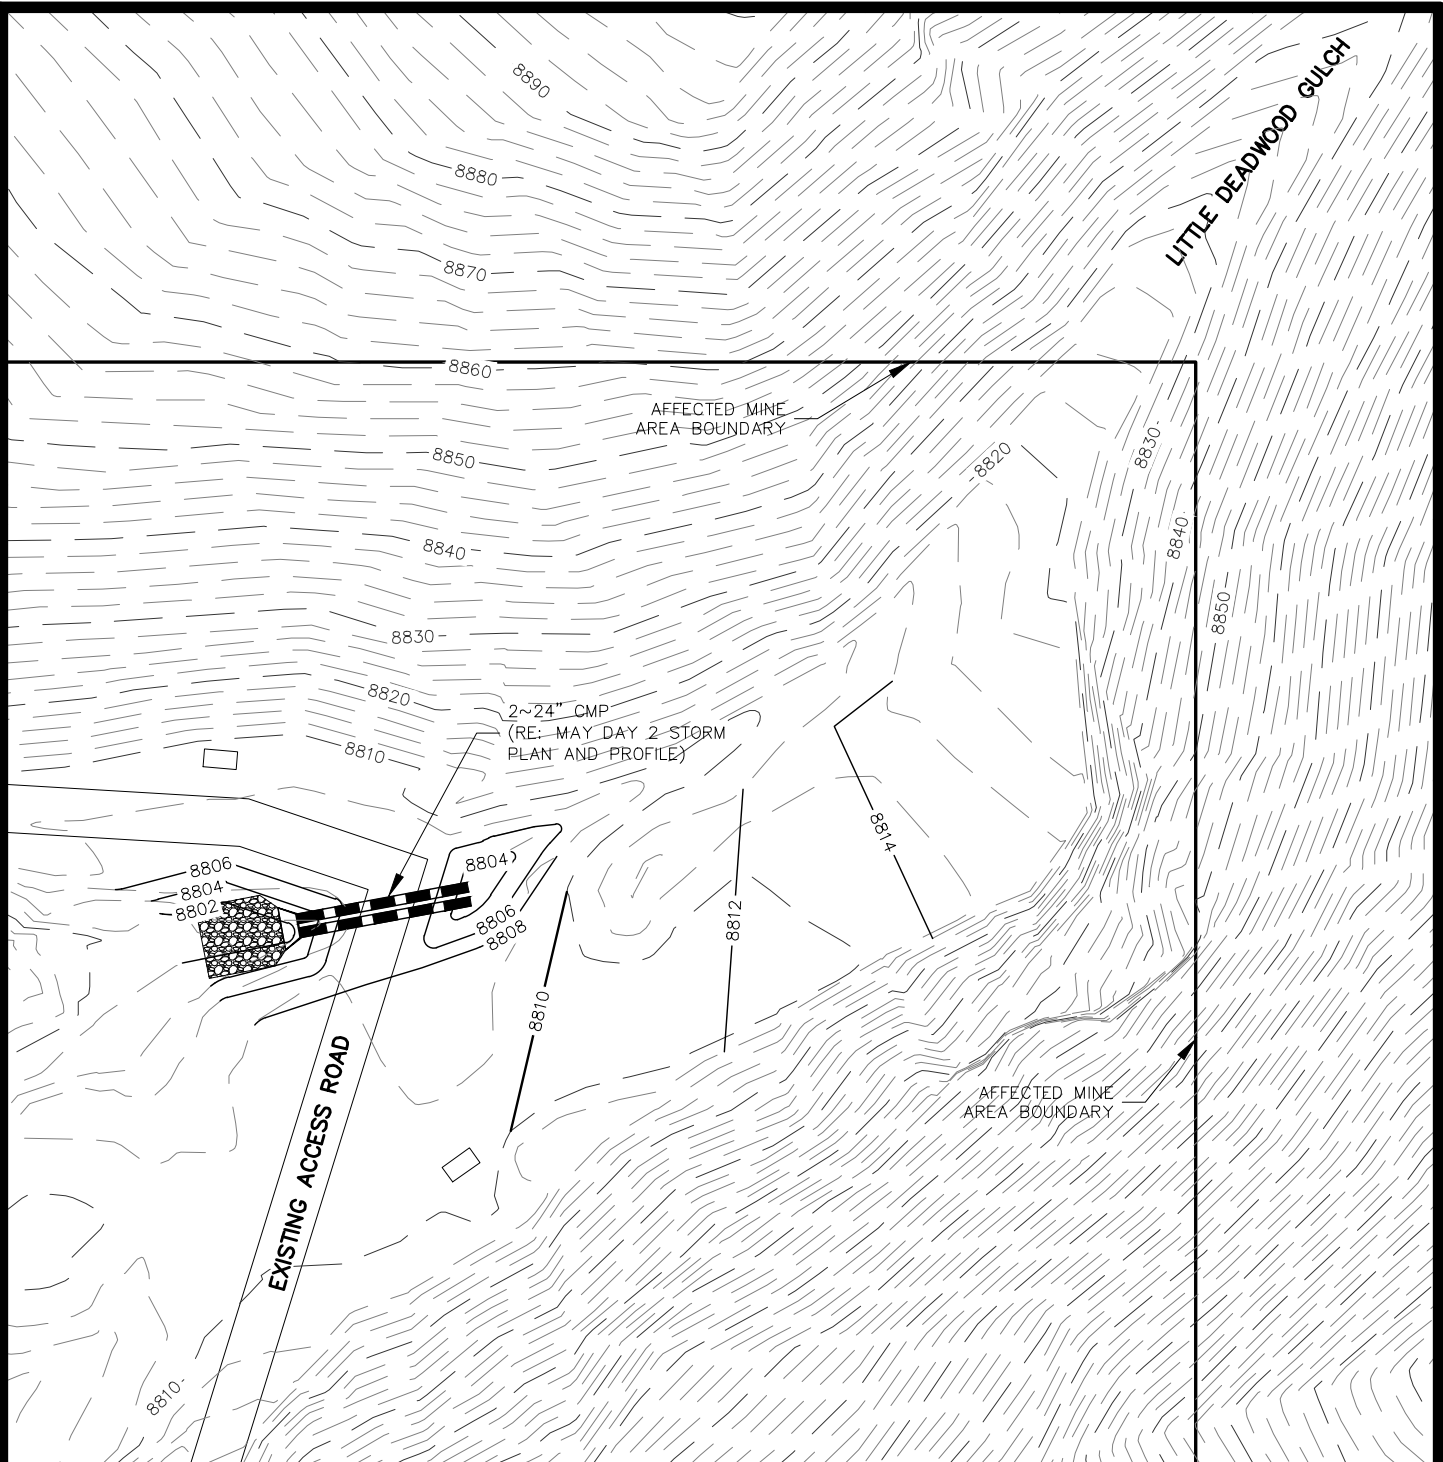 8890
LITTLE DEADWOOD GULCH
8880
8870
8860
AFFECTED MINE
AREA BOUNDARY
8850
8820
8830
8840
8840
8850
8830
8820
2~24" CMP
(RE: MAY DAY 2 STORM
PLAN AND PROFILE)
8810
8814
8806
8804
8802
8804
8806
8808
8812
8810
EXISTING ACCESS ROAD
AFFECTED MINE
AREA BOUNDARY
8810